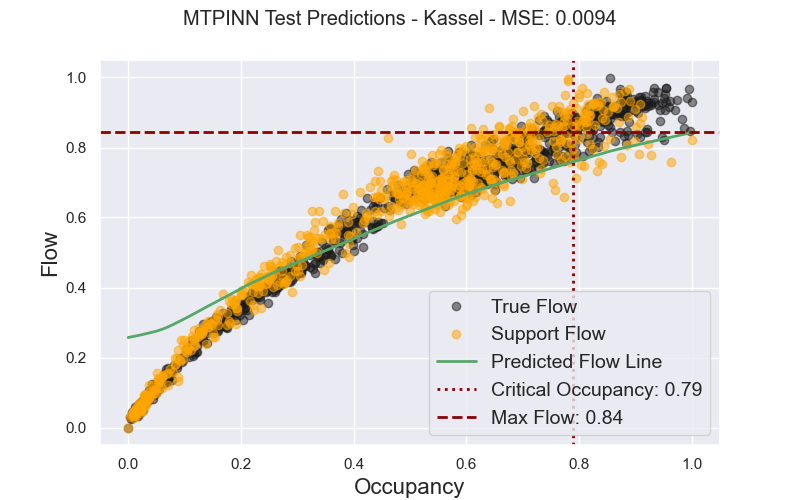 MTPINN Test Predictions - Kassel - MSE: 0.0094
1.0
0.8
0.6
0.4
0.2
0.0
Flow
True Flow
Support Flow
Predicted Flow Line
Critical Occupancy: 0.79
Max Flow: 0.84
0.0 0.2 0.4 0.6 0.8 1.0
Occupancy